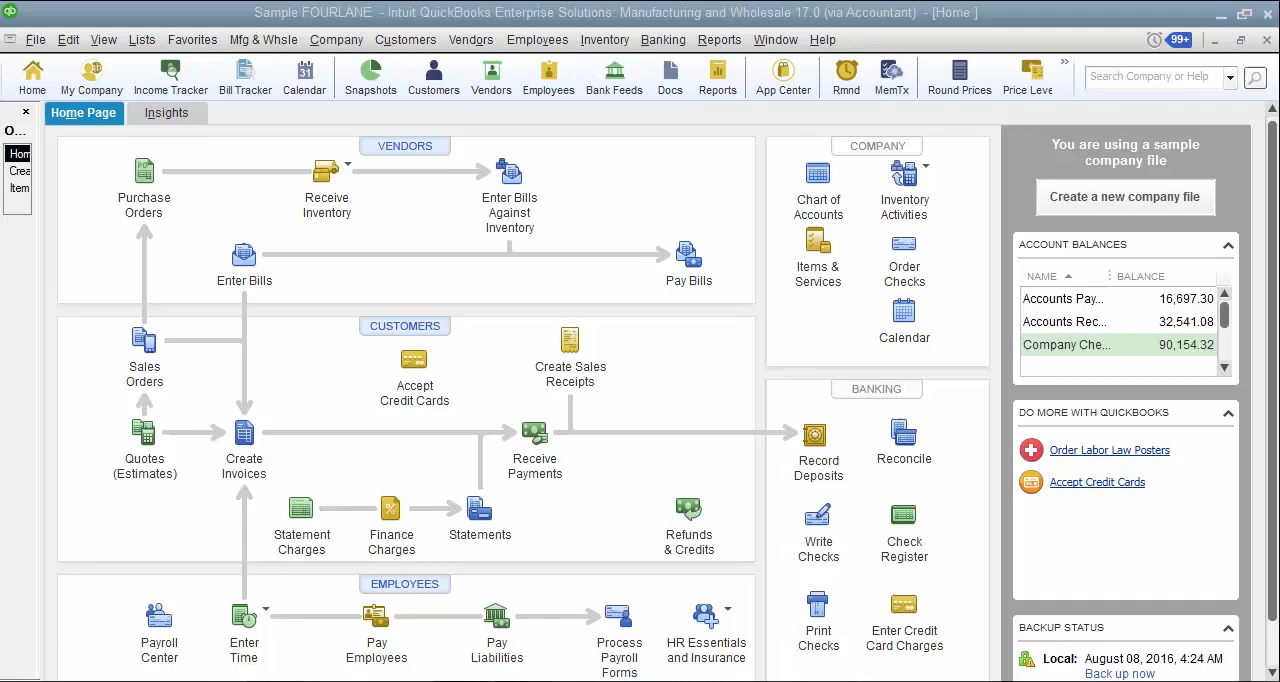 Sample FOURLANE - Intuit QuickBooks Enterprise Solutions: Manufacturing and Wholesale 17.0 (via Accountant) - [Home ]
File Edit View Lists Favorites Mfg & Whsle Company Customers Vendors Employees Inventory Banking Reports Window Help
99+
Home My Company Income Tracker Bill Tracker Calendar Snapshots Customers Vendors Employees Bank Feeds Docs Reports App Center Rmnd MemTx Round Prices Price Leve
Search Company or Help
O...
Hom
Crea
Item
Home Page Insights
VENDORS
Purchase
Orders
Receive
Inventory
Enter Bills
Against
Inventory
Enter Bills
Pay Bills
CUSTOMERS
Sales
Orders
Accept
Credit Cards
Create Sales
Receipts
Quotes
(Estimates)
Create
Invoices
Receive
Payments
Statement
Charges
Finance
Charges
Statements
Refunds
& Credits
EMPLOYEES
Payroll
Center
Enter
Time
Pay
Employees
Pay
Liabilities
Process
Payroll
Forms
HR Essentials
and Insurance
COMPANY
Chart of
Accounts
Inventory
Activities
Items &
Services
Order
Checks
Calendar
BANKING
Record
Deposits
Reconcile
Write
Checks
Check
Register
Print
Checks
Enter Credit
Card Charges
You are using a sample
company file
Create a new company file
ACCOUNT BALANCES
NAME BALANCE
Accounts Pay... 16,697.30
Accounts Rec... 32,541.08
Company Che... 90,154.32
DO MORE WITH QUICKBOOKS
Order Labor Law Posters
Accept Credit Cards
BACKUP STATUS
Local: August 08, 2016, 4:24 AM
Back up now